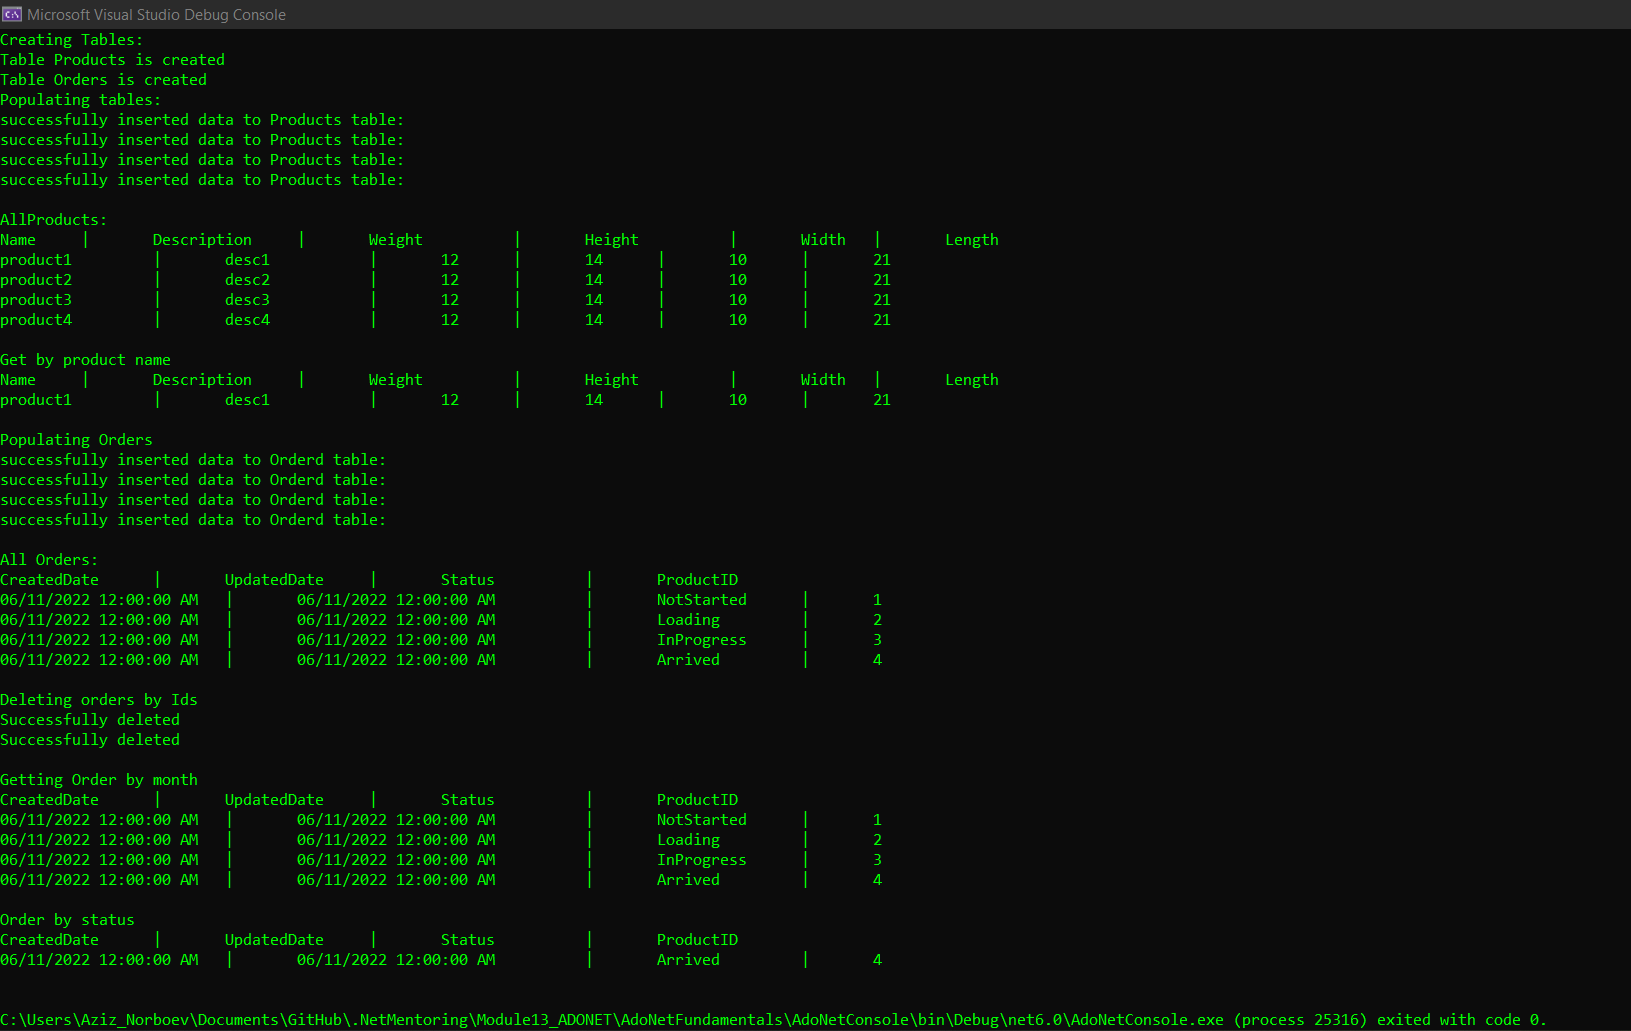 Microsoft Visual Studio Debug Console
Creating Tables:
Table Products is created
Table Orders is created
Populating tables:
successfully inserted data to Products table:
successfully inserted data to Products table:
successfully inserted data to Products table:
successfully inserted data to Products table:
AllProducts:
Name | Description | Weight | Height | Width | Length
product1 | desc1 | 12 | 14 | 10 | 21
product2 | desc2 | 12 | 14 | 10 | 21
product3 | desc3 | 12 | 14 | 10 | 21
product4 | desc4 | 12 | 14 | 10 | 21
Get by product name
Name | Description | Weight | Height | Width | Length
product1 | desc1 | 12 | 14 | 10 | 21
Populating Orders
successfully inserted data to Orderd table:
successfully inserted data to Orderd table:
successfully inserted data to Orderd table:
successfully inserted data to Orderd table:
All Orders:
CreatedDate | UpdatedDate | Status | ProductID
06/11/2022 12:00:00 AM | 06/11/2022 12:00:00 AM | NotStarted | 1
06/11/2022 12:00:00 AM | 06/11/2022 12:00:00 AM | Loading | 2
06/11/2022 12:00:00 AM | 06/11/2022 12:00:00 AM | InProgress | 3
06/11/2022 12:00:00 AM | 06/11/2022 12:00:00 AM | Arrived | 4
Deleting orders by Ids
Successfully deleted
Successfully deleted
Getting Order by month
CreatedDate | UpdatedDate | Status | ProductID
06/11/2022 12:00:00 AM | 06/11/2022 12:00:00 AM | NotStarted | 1
06/11/2022 12:00:00 AM | 06/11/2022 12:00:00 AM | Loading | 2
06/11/2022 12:00:00 AM | 06/11/2022 12:00:00 AM | InProgress | 3
06/11/2022 12:00:00 AM | 06/11/2022 12:00:00 AM | Arrived | 4
Order by status
CreatedDate | UpdatedDate | Status | ProductID
06/11/2022 12:00:00 AM | 06/11/2022 12:00:00 AM | Arrived | 4
C:\Users\Aziz_Norboev\Documents\GitHub\.NetMentoring\Module13_ADONET\AdoNetFundamentals\AdoNetConsole\bin\Debug\net6.0\AdoNetConsole.exe (process 25316) exited with code 0.